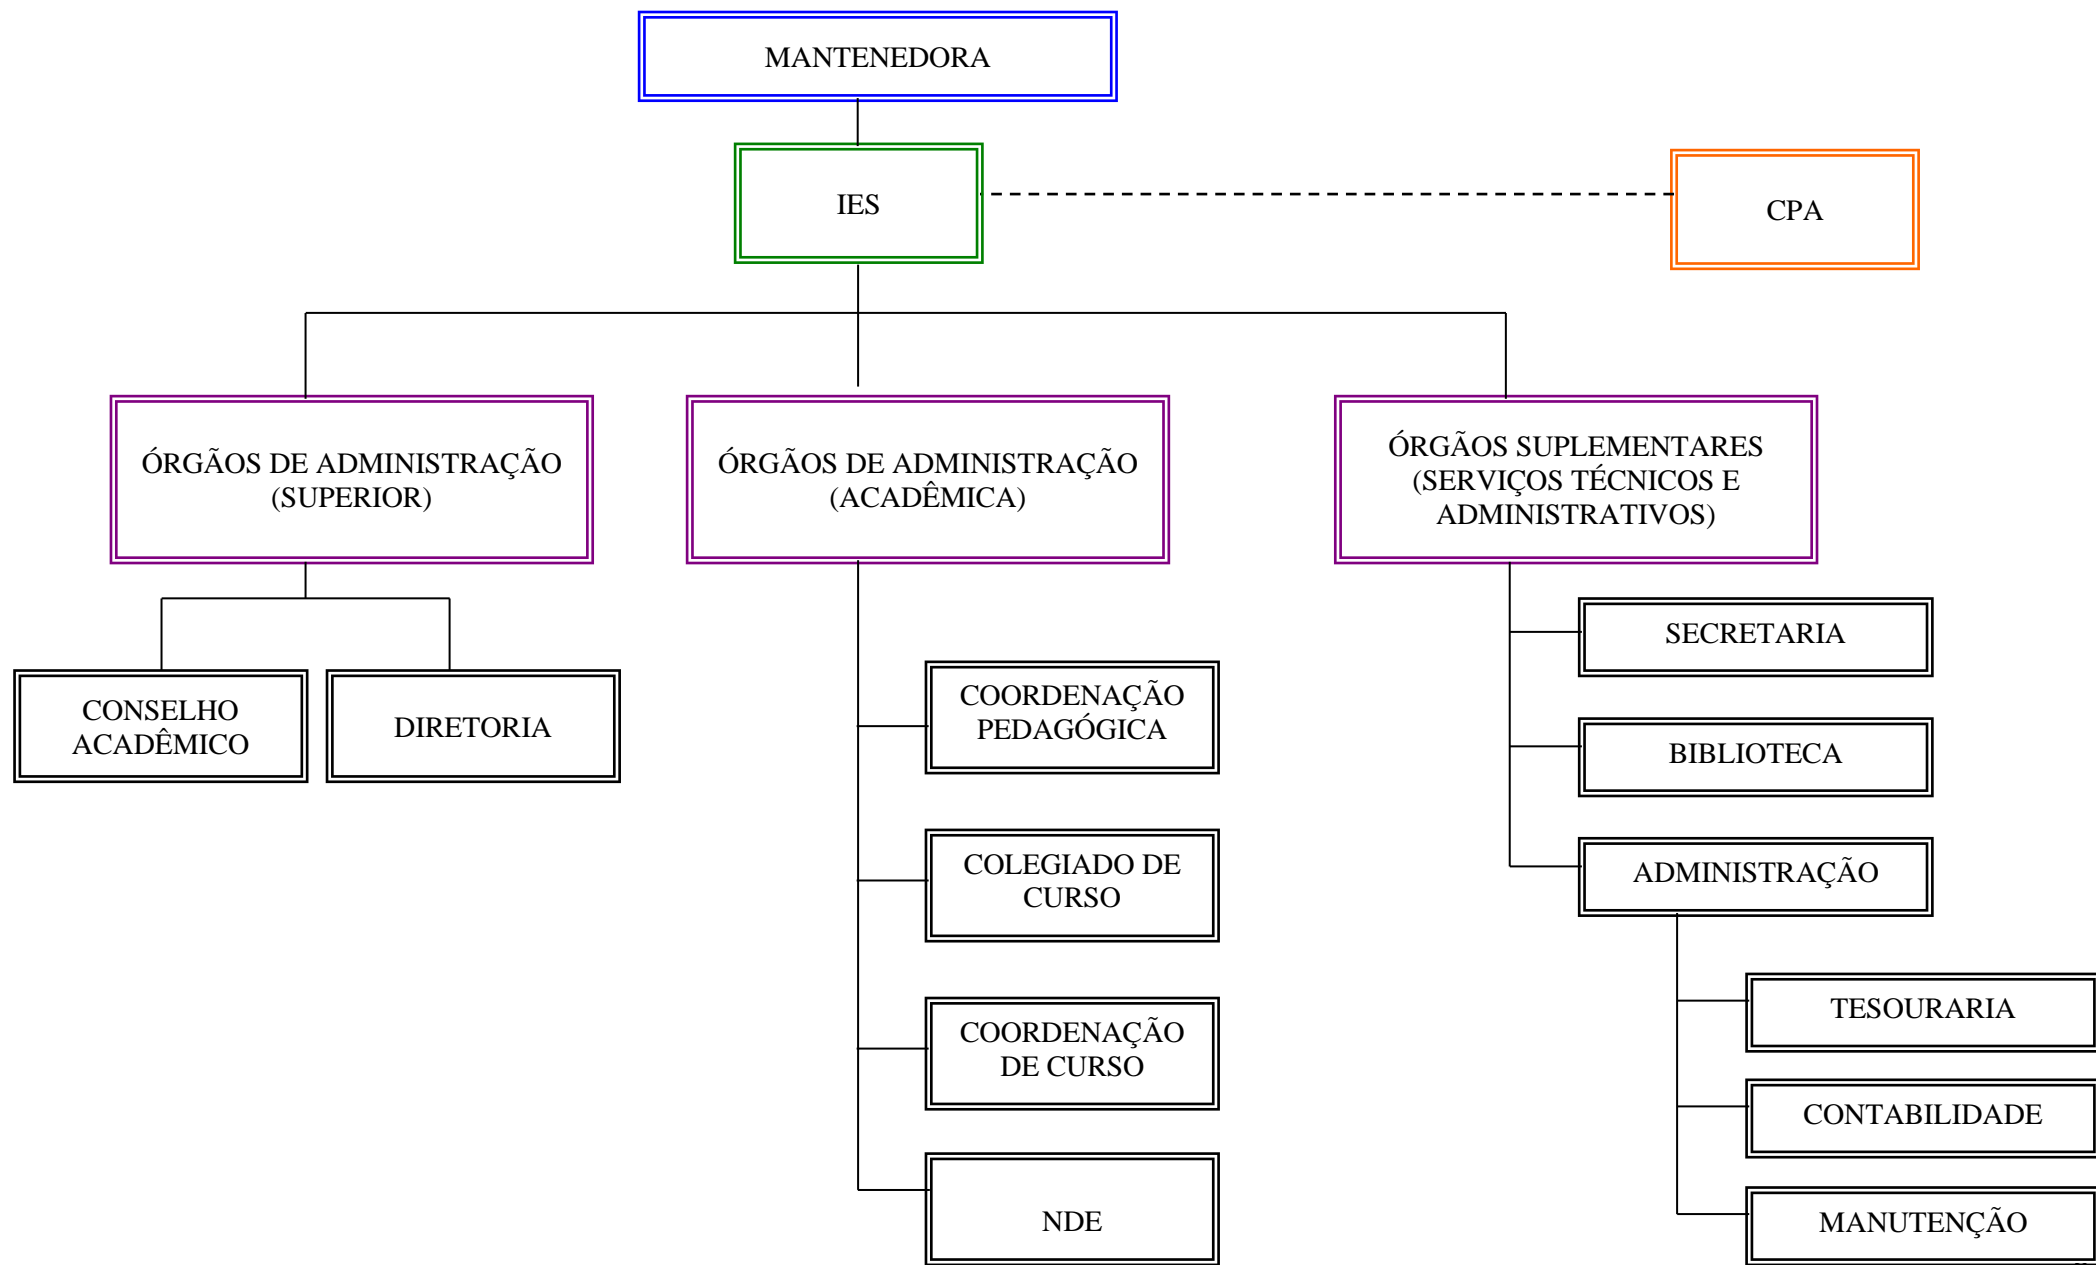 MANTENEDORA
IES
CPA
ÓRGÃOS DE ADMINISTRAÇÃO
(SUPERIOR)
ÓRGÃOS DE ADMINISTRAÇÃO
(ACADÊMICA)
ÓRGÃOS SUPLEMENTARES
(SERVIÇOS TÉCNICOS E
ADMINISTRATIVOS)
CONSELHO
ACADÊMICO
DIRETORIA
COORDENAÇÃO
PEDAGÓGICA
COLEGIADO DE
CURSO
COORDENAÇÃO
DE CURSO
NDE
SECRETARIA
BIBLIOTECA
ADMINISTRAÇÃO
TESOURARIA
CONTABILIDADE
MANUTENÇÃO